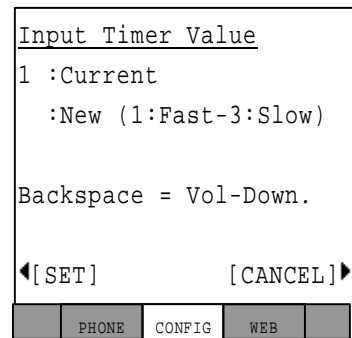 Input Timer Value
1 :Current
:New (1:Fast-3:Slow)
Backspace = Vol-Down.
[SET] [CANCEL]
PHONE CONFIG WEB